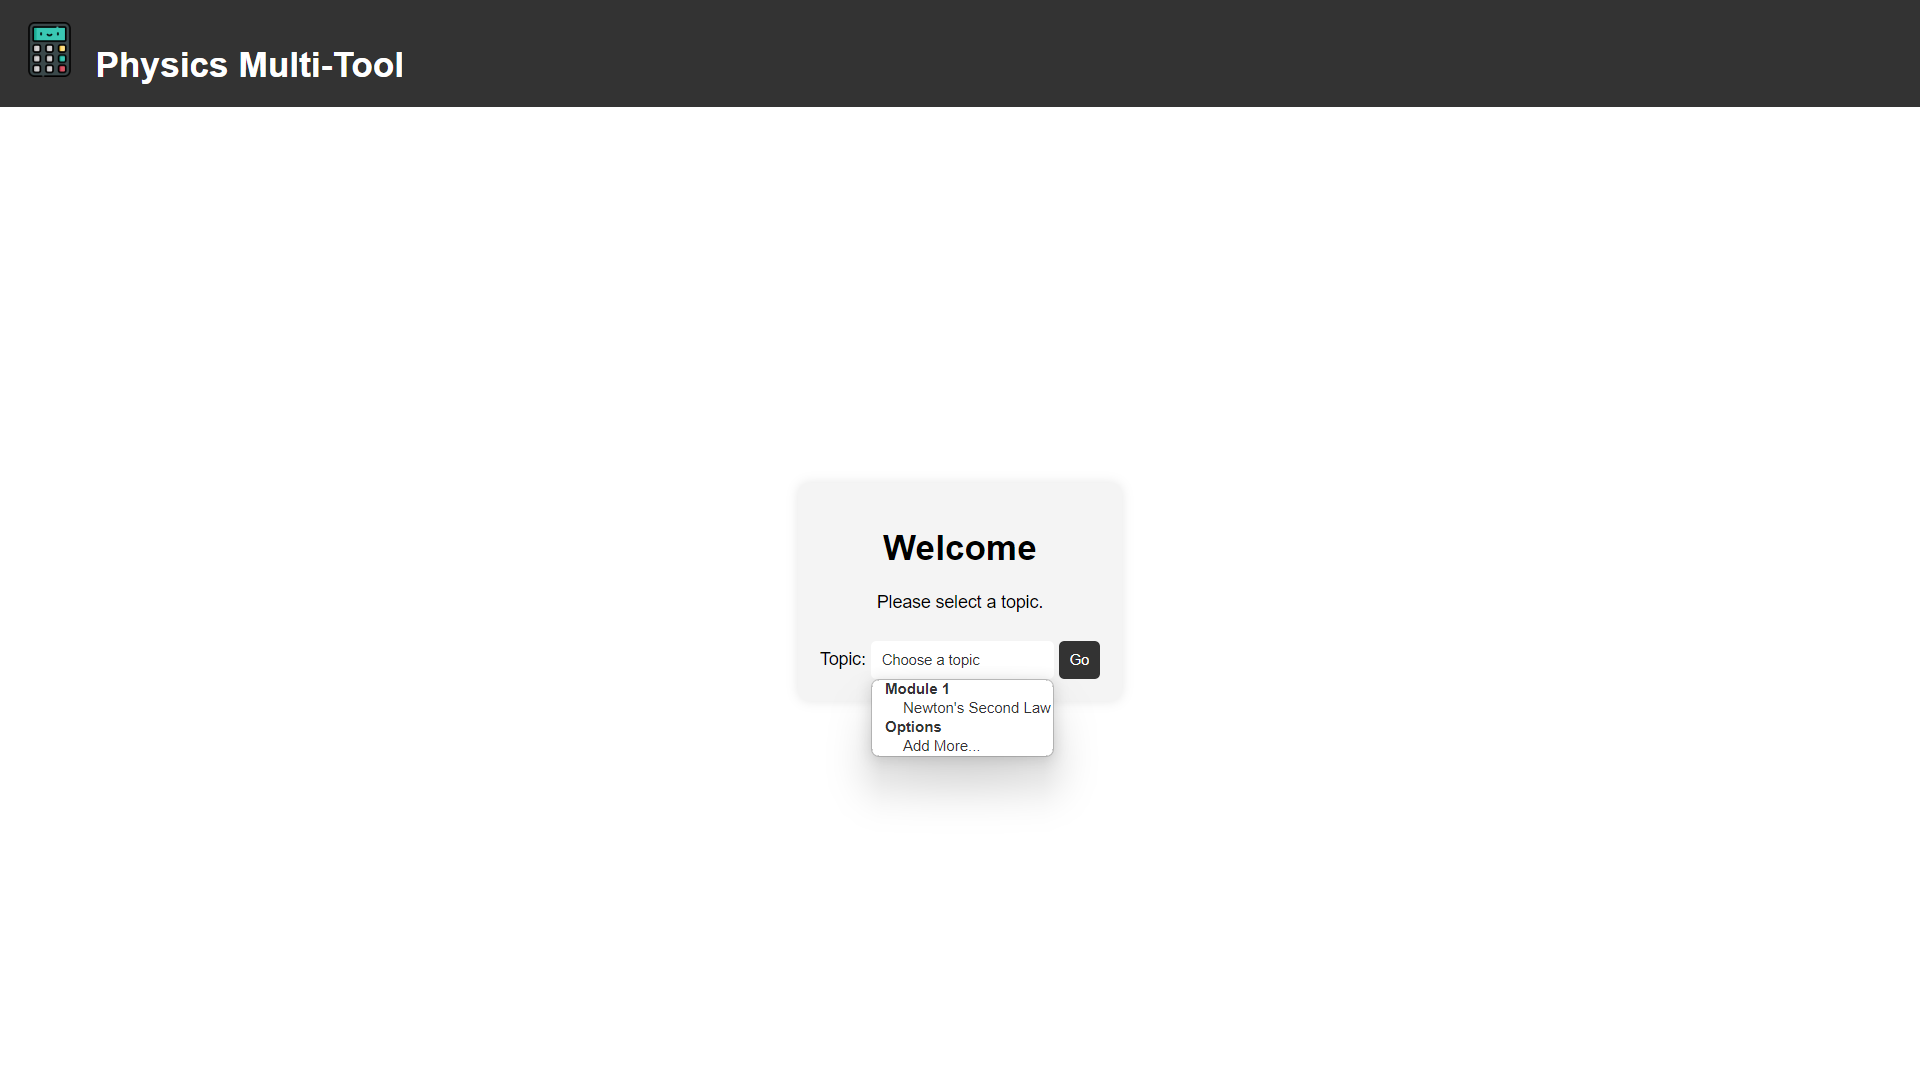 Physics Multi-Tool
Welcome
Please select a topic.
Topic: Choose a topic Go
Module 1
Newton's Second Law
Options
Add More...